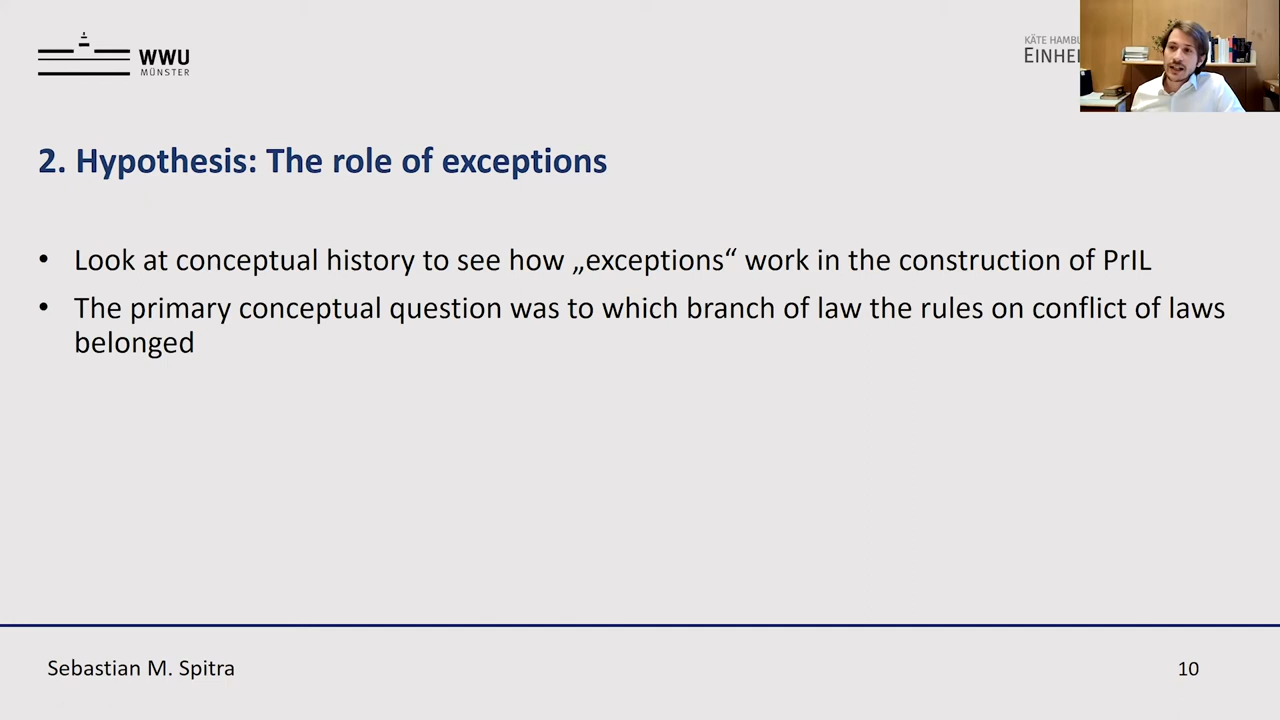 WWU
MÜNSTER
KÄTE HAMBU
EINHEI
2. Hypothesis: The role of exceptions
• Look at conceptual history to see how „exceptions“ work in the construction of PrIL
• The primary conceptual question was to which branch of law the rules on conflict of laws
belonged
Sebastian M. Spitra
10